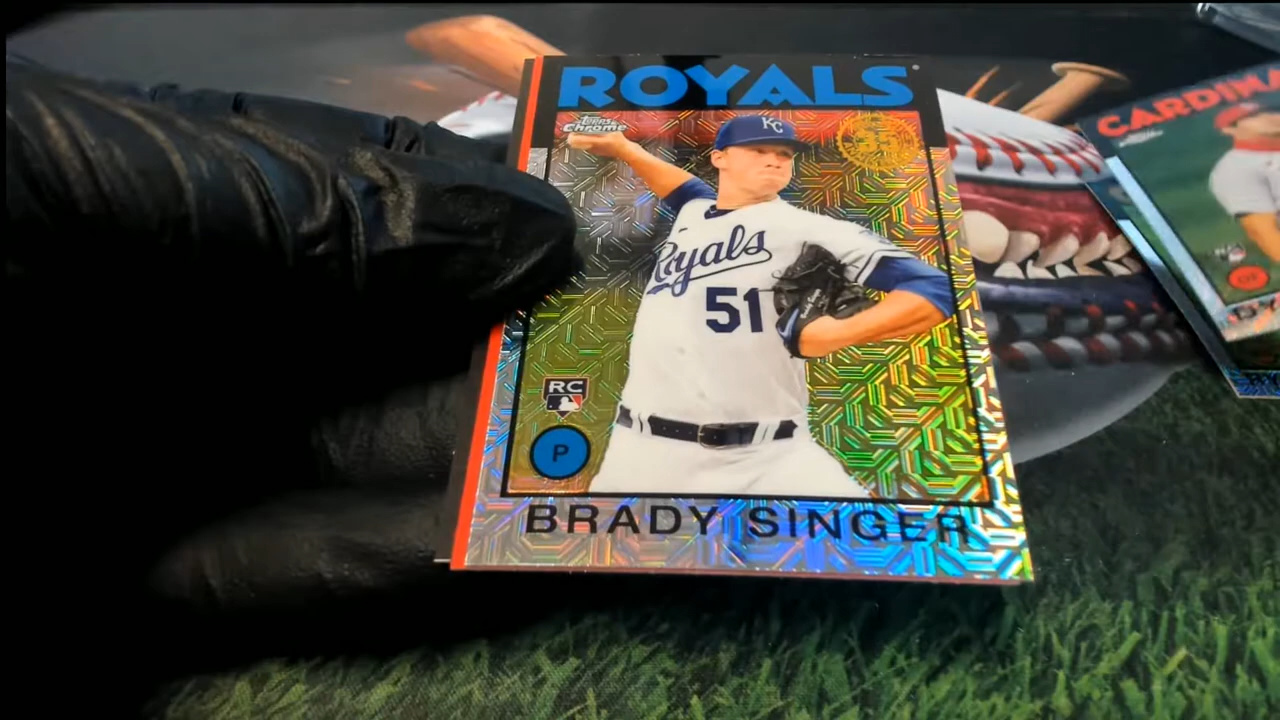 ROYALS
CARDINA
Topps
Chrome
KC
Royals
51
RC
P
BRADY SINGER